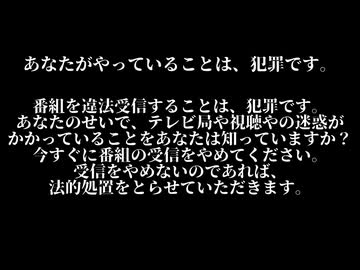 あなたがやっていることは、犯罪です。
番組を違法受信することは、犯罪です。
あなたのせいで、テレビ局や視聴やの迷惑が
かかっていることをあなたは知っていますか？
今すぐに番組の受信をやめてください。
受信をやめないのであれば、
法的処置をとらせていただきます。